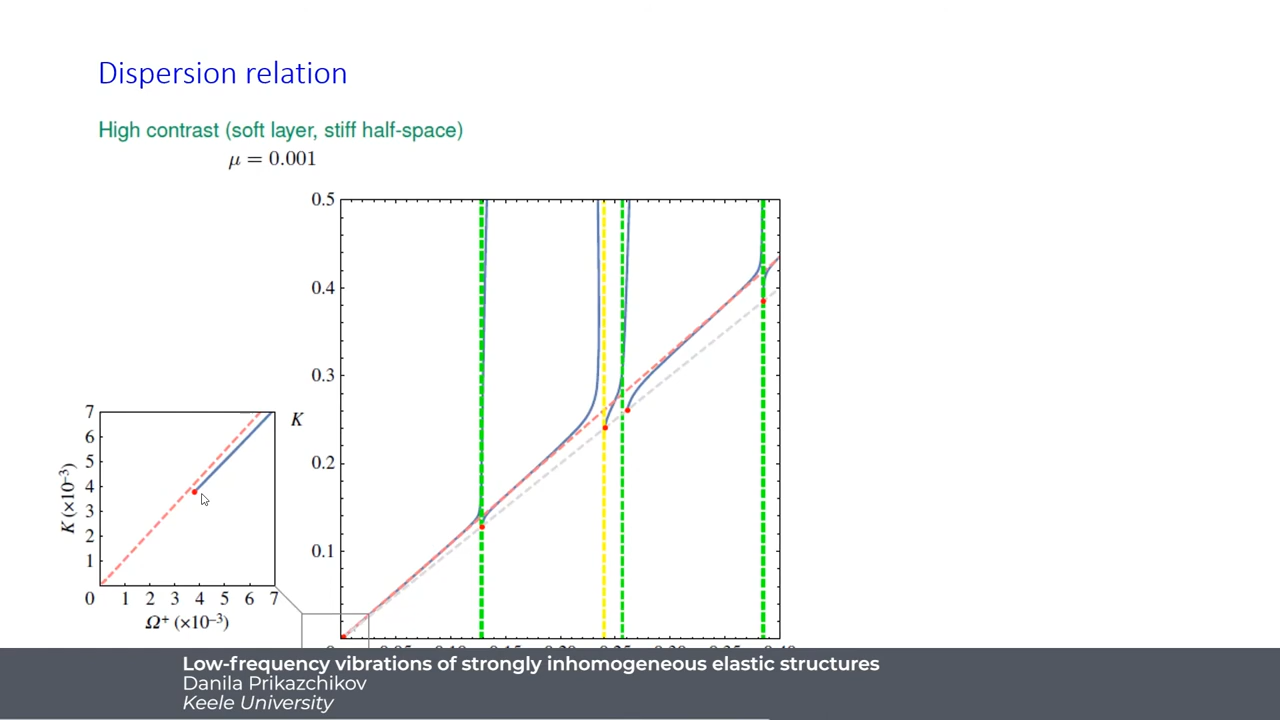 Dispersion relation
High contrast (soft layer, stiff half-space)
μ = 0.001
0.5
0.4
0.3
0.2
0.1
K
7
6
5
4
3
2
1
0
K (×10⁻³)
1 2 3 4 5 6 7
Ω⁺ (×10⁻³)
Low-frequency vibrations of strongly inhomogeneous elastic structures
Danila Prikazchikov
Keele University